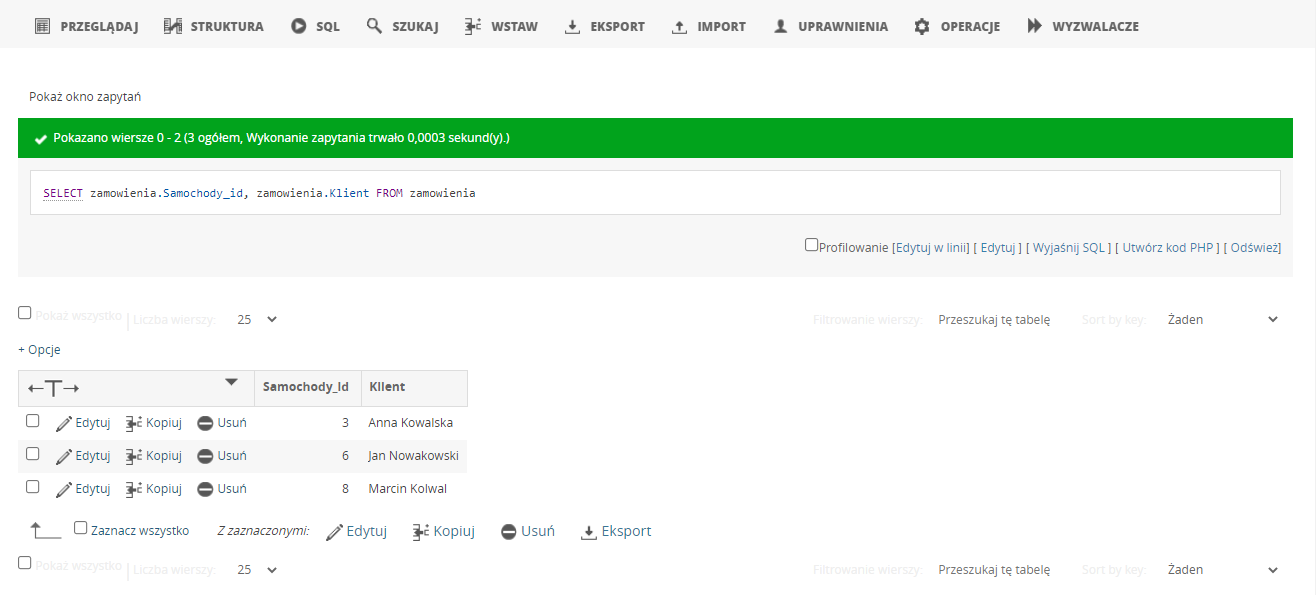 PRZEGLĄDAJ STRUKTURA SQL SZUKAJ WSTAW EKSPORT IMPORT UPRAWNIENIA OPERACJE WYZWALACZE
Pokaż okno zapytań
Pokazano wiersze 0 - 2 (3 ogółem, Wykonanie zapytania trwało 0,0003 sekund(y).)
SELECT zamowienia.Samochody_id, zamowienia.Klient FROM zamowienia
Profilowanie [Edytuj w linii] [ Edytuj ] [ Wyjaśnij SQL ] [ Utwórz kod PHP ] [ Odśwież]
Pokaż wszystko | Liczba wierszy: 25 Filtrowanie wierszy: Przeszukaj tę tabelę Sort by key: Żaden
+ Opcje
←T→ Samochody_id Klient
Edytuj Kopiuj Usuń 3 Anna Kowalska
Edytuj Kopiuj Usuń 6 Jan Nowakowski
Edytuj Kopiuj Usuń 8 Marcin Kolwal
Zaznacz wszystko Z zaznaczonymi: Edytuj Kopiuj Usuń Eksport
Pokaż wszystko | Liczba wierszy: 25 Filtrowanie wierszy: Przeszukaj tę tabelę Sort by key: Żaden